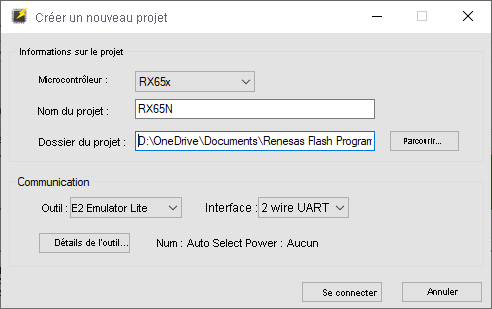 Créer un nouveau projet
Informations sur le projet
Microcontrôleur :
RX65x
Nom du projet :
RX65N
Dossier du projet :
D:\OneDrive\Documents\Renesas Flash Program
Parcourir...
Communication
Outil :
E2 Emulator Lite
Interface :
2 wire UART
Détails de l'outil...
Num : Auto Select Power : Aucun
Se connecter
Annuler